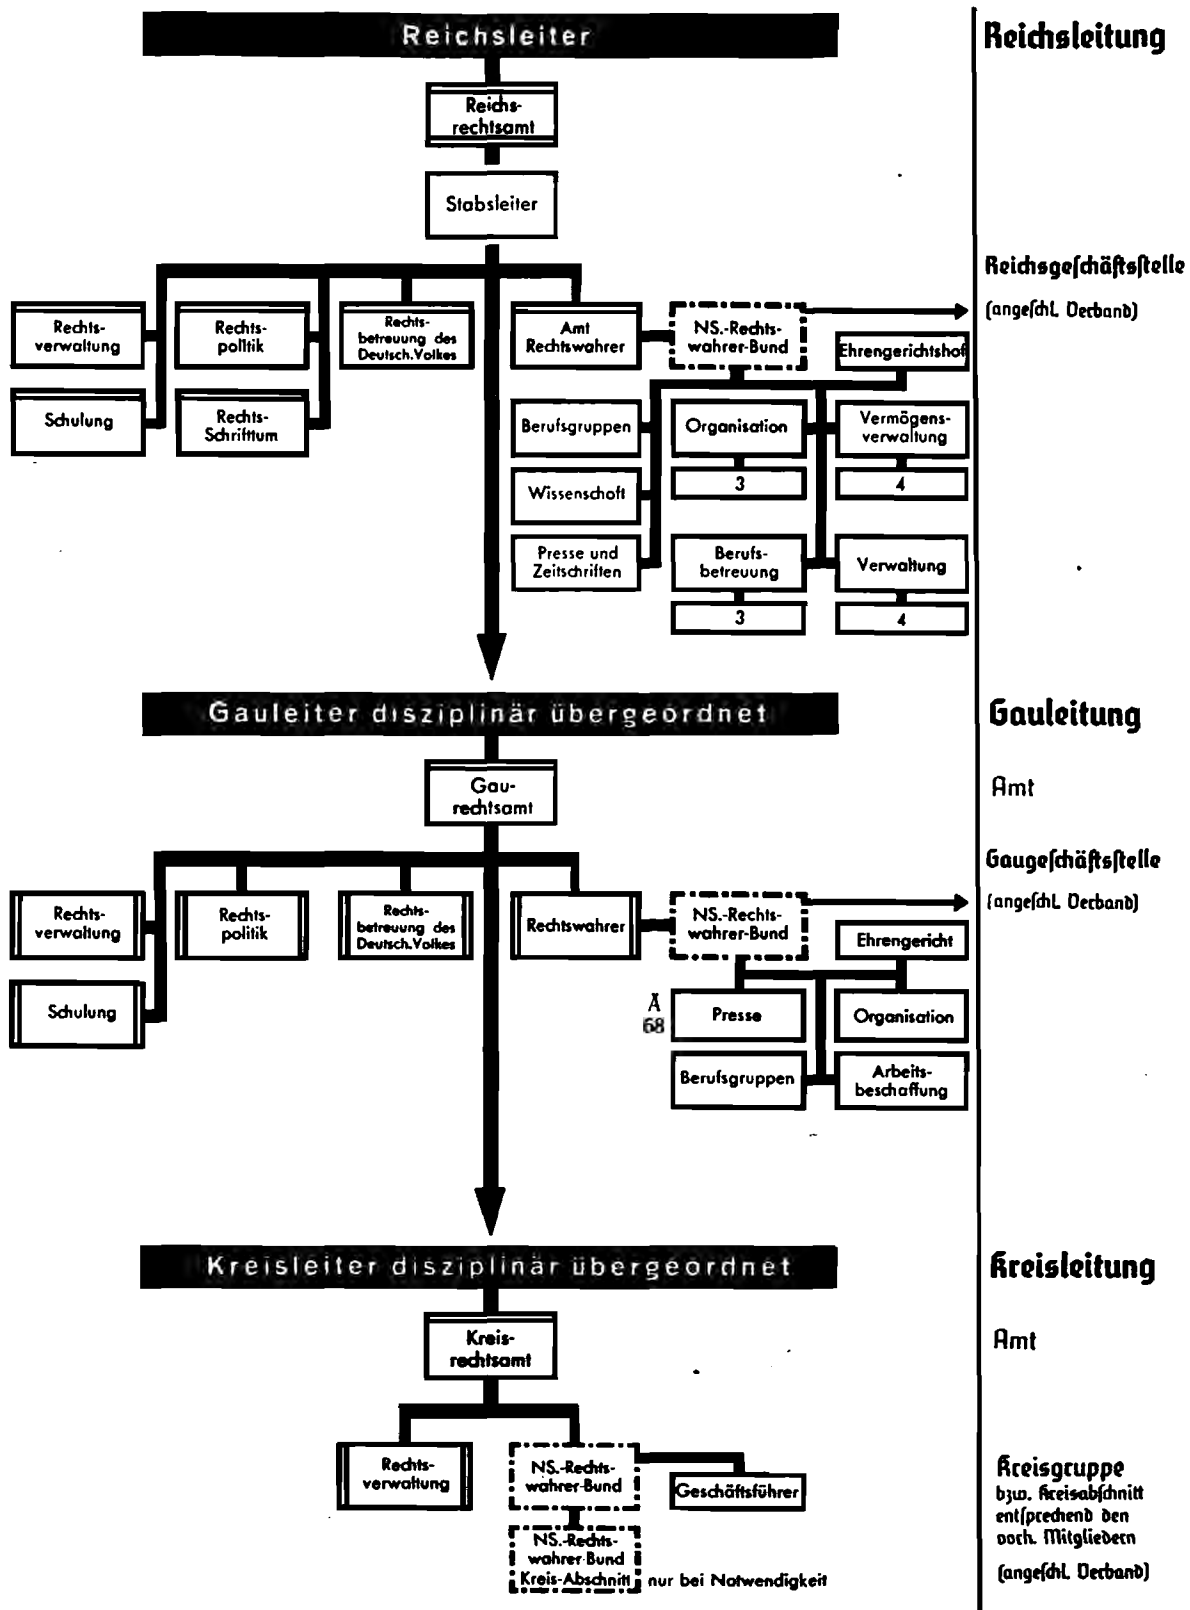 Reichsleiter
Reichsleitung
Reichs-
rechtsamt
Stabsleiter
Reichsgeschäftsstelle
(angeschl. Verband)
Rechts-
verwaltung
Rechts-
politik
Rechts-
betreuung des
Deutsch. Volkes
Amt
Rechtswahrer
NS.-Rechts-
wahrer-Bund
Ehrengerichtshof
Schulung
Rechts-
Schrifttum
Berufsgruppen
Organisation
3
Vermögens-
verwaltung
4
Wissenschaft
Presse und
Zeitschriften
Berufs-
betreuung
3
Verwaltung
4
Gauleiter disziplinär übergeordnet
Gauleitung
Gau-
rechtsamt
Amt
Gaugeschäftsstelle
(angeschl. Verband)
Rechts-
verwaltung
Rechts-
politik
Rechts-
betreuung des
Deutsch. Volkes
Rechtswahrer
NS.-Rechts-
wahrer-Bund
Ehrengericht
Schulung
Ä
68
Presse
Organisation
Berufsgruppen
Arbeits-
beschaffung
Kreisleiter disziplinär übergeordnet
Kreisleitung
Kreis-
rechtsamt
Amt
Rechts-
verwaltung
NS.-Rechts-
wahrer-Bund
Geschäftsführer
NS.-Rechts-
wahrer-Bund
Kreis-Abschnitt
nur bei Notwendigkeit
Kreisgruppe
bzw. Kreisabschnitt
entsprechend den
vorh. Mitgliedern
(angeschl. Verband)